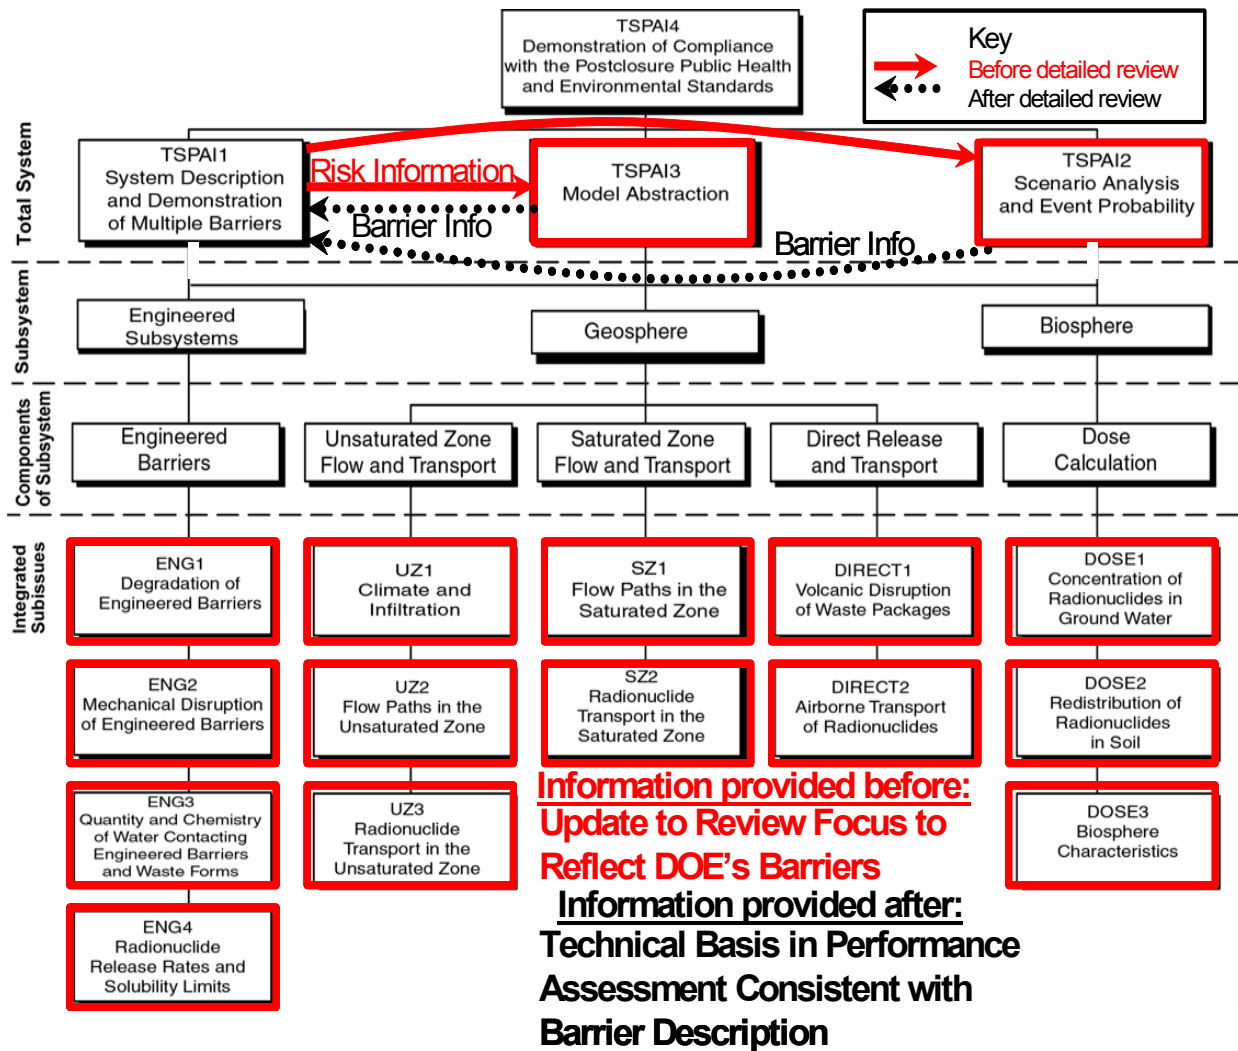 TSPAI4
Demonstration of Compliance
with the Postclosure Public Health
and Environmental Standards
Key
Before detailed review
After detailed review
Total System
TSPAI1
System Description
and Demonstration
of Multiple Barriers
Risk Information
TSPAI3
Model Abstraction
TSPAI2
Scenario Analysis
and Event Probability
Barrier Info
Barrier Info
Subsystem
Engineered
Subsystems
Geosphere
Biosphere
Components
of Subsystem
Engineered
Barriers
Unsaturated Zone
Flow and Transport
Saturated Zone
Flow and Transport
Direct Release
and Transport
Dose
Calculation
Integrated
Subissues
ENG1
Degradation of
Engineered Barriers
UZ1
Climate and
Infiltration
SZ1
Flow Paths in the
Saturated Zone
DIRECT1
Volcanic Disruption
of Waste Packages
DOSE1
Concentration of
Radionuclides in
Ground Water
ENG2
Mechanical Disruption
of Engineered Barriers
UZ2
Flow Paths in the
Unsaturated Zone
SZ2
Radionuclide
Transport in the
Saturated Zone
DIRECT2
Airborne Transport
of Radionuclides
DOSE2
Redistribution of
Radionuclides
in Soil
ENG3
Quantity and Chemistry
of Water Contacting
Engineered Barriers
and Waste Forms
UZ3
Radionuclide
Transport in the
Unsaturated Zone
DOSE3
Biosphere
Characteristics
ENG4
Radionuclide
Release Rates and
Solubility Limits
Information provided before:
Update to Review Focus to
Reflect DOE's Barriers
Information provided after:
Technical Basis in Performance
Assessment Consistent with
Barrier Description